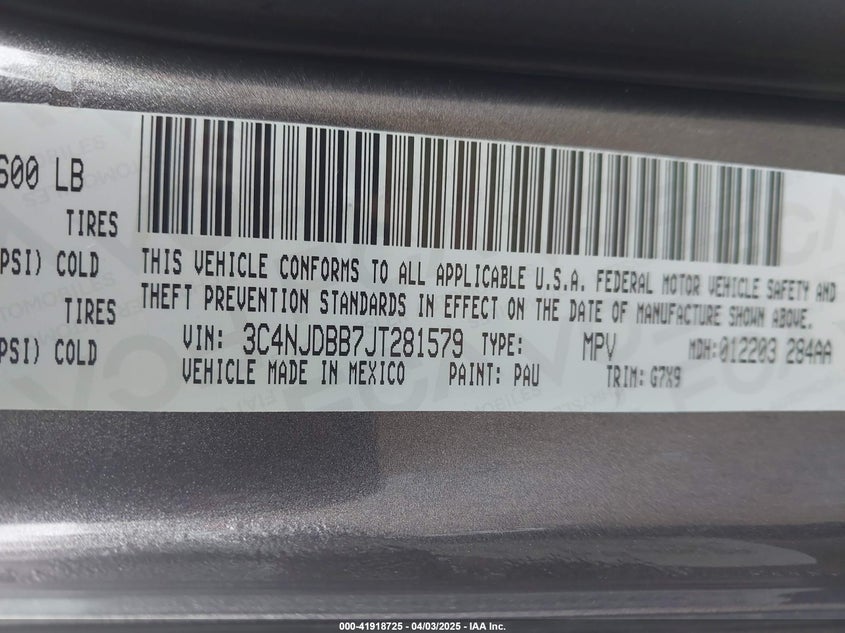 600 LB
TIRES
PSI) COLD
TIRES
PSI) COLD
THIS VEHICLE CONFORMS TO ALL APPLICABLE U.S.A. FEDERAL MOTOR VEHICLE SAFETY AND
THEFT PREVENTION STANDARDS IN EFFECT ON THE DATE OF MANUFACTURE SHOWN ABOVE.
VIN: 3C4NJDBB7JT281579 TYPE: MPV MDH:012203 284AA
VEHICLE MADE IN MEXICO PAINT: PAU TRIM: G7X9
000-41918725 - 04/03/2025 - IAA Inc.